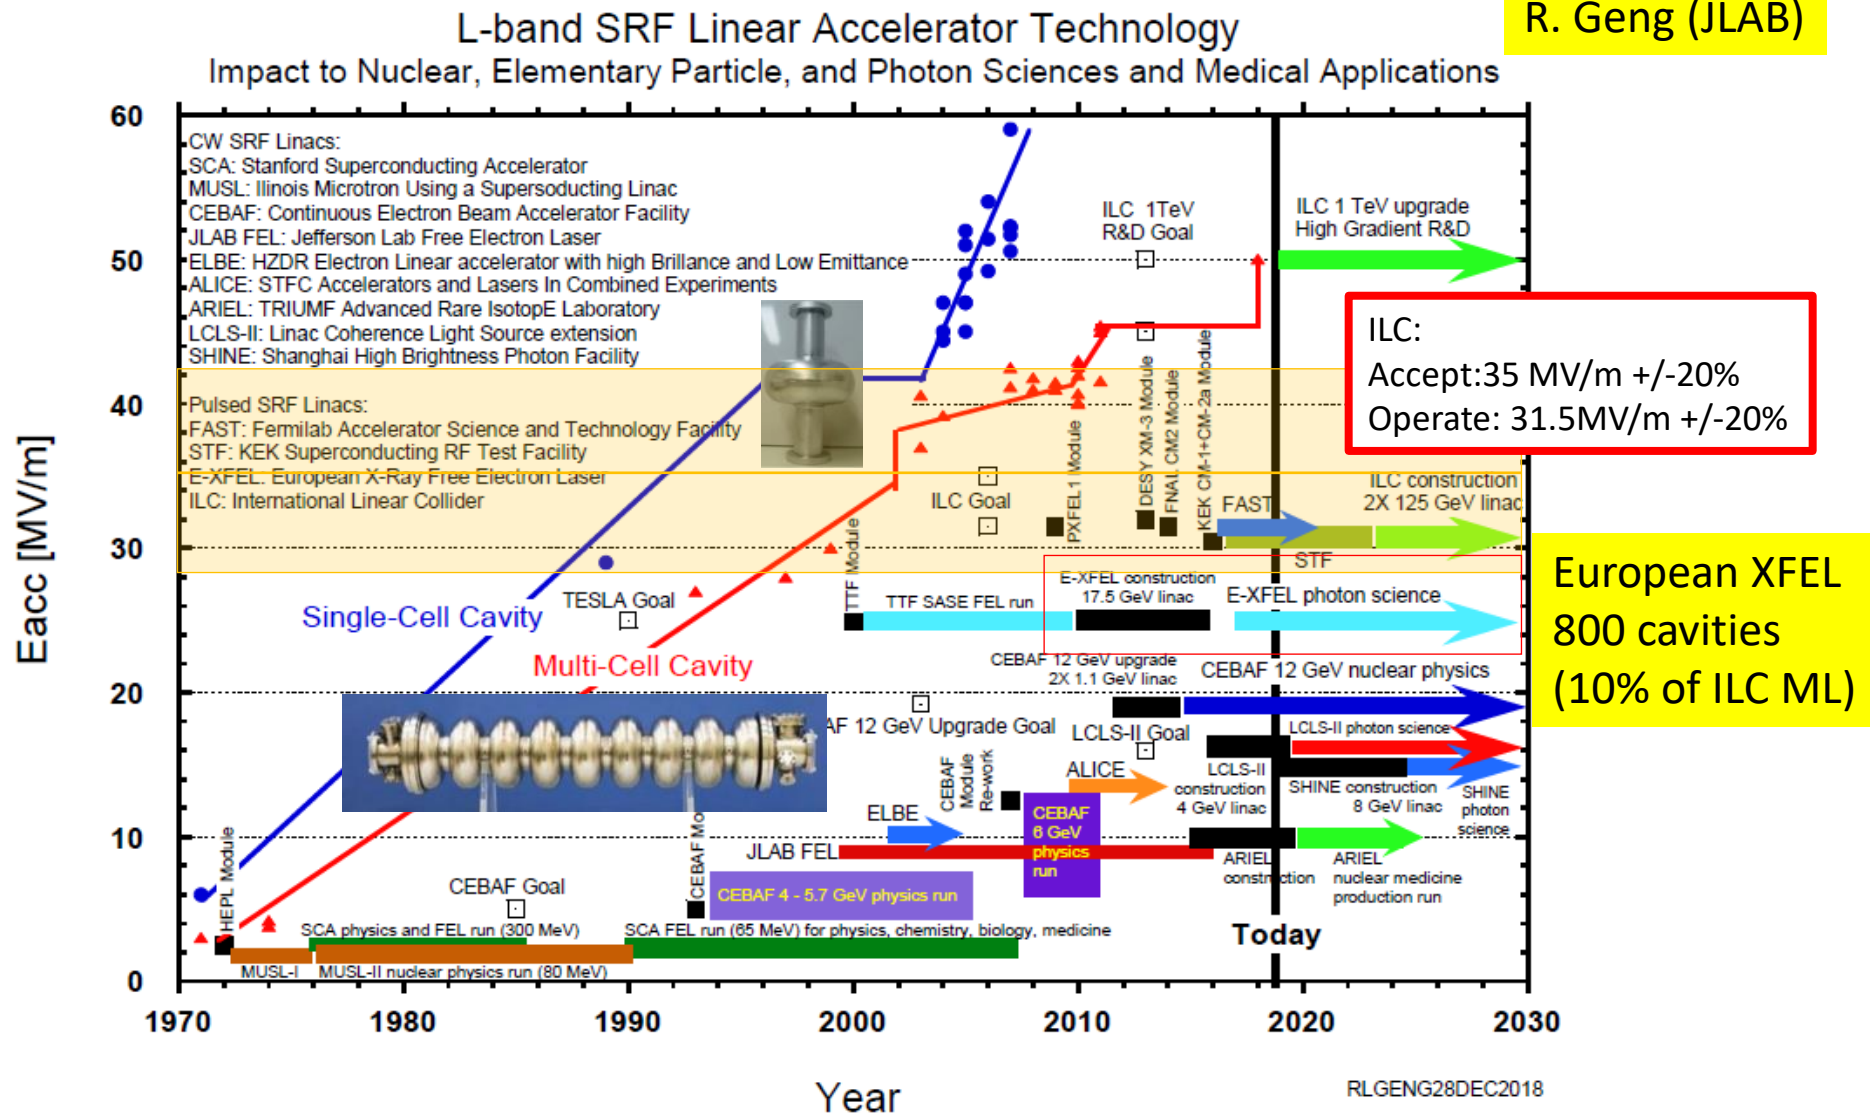 R. Geng (JLAB)
L-band SRF Linear Accelerator Technology
Impact to Nuclear, Elementary Particle, and Photon Sciences and Medical Applications
Eacc [MV/m]
60
50
40
30
20
10
0
CW SRF Linacs:
SCA: Stanford Superconducting Accelerator
MUSL: Ilinois Microtron Using a Supersoducting Linac
CEBAF: Continuous Electron Beam Accelerator Facility
JLAB FEL: Jefferson Lab Free Electron Laser
ELBE: HZDR Electron Linear accelerator with high Brillance and Low Emittance
ALICE: STFC Accelerators and Lasers In Combined Experiments
ARIEL: TRIUMF Advanced Rare IsotopE Laboratory
LCLS-II: Linac Coherence Light Source extension
SHINE: Shanghai High Brightness Photon Facility
Pulsed SRF Linacs:
FAST: Fermilab Accelerator Science and Technology Facility
STF: KEK Superconducting RF Test Facility
E-XFEL: European X-Ray Free Electron Laser
ILC: International Linear Collider
ILC 1TeV
R&D Goal
ILC 1 TeV upgrade
High Gradient R&D
ILC:
Accept:35 MV/m +/-20%
Operate: 31.5MV/m +/-20%
ILC Goal
PXFEL1 Module
DESY XM-3 Module
FNAL CM2 Module
KEK CM-1+CM-2a Module
FAST
ILC construction
2X 125 GeV linac
STF
Single-Cell Cavity
TESLA Goal
Multi-Cell Cavity
TTF Module
TTF SASE FEL run
E-XFEL construction
17.5 GeV linac
E-XFEL photon science
European XFEL
800 cavities
(10% of ILC ML)
CEBAF 12 GeV upgrade
2X 1.1 GeV linac
CEBAF 12 GeV nuclear physics
AF 12 GeV Upgrade Goal
LCLS-II Goal
LCLS-II photon science
LCLS-II
construction
4 GeV linac
SHINE construction
8 GeV linac
SHINE
photon
science
ALICE
CEBAF
Module
Re-work
ELBE
CEBAF
6 GeV
physics
run
JLAB FEL
ARIEL
construction
ARIEL
nuclear medicine
production run
HEPL Module
CEBAF Mo
CEBAF Goal
CEBAF 4 - 5.7 GeV physics run
SCA physics and FEL run (300 MeV)
SCA FEL run (65 MeV) for physics, chemistry, biology, medicine
Today
MUSL-I
MUSL-II nuclear physics run (80 MeV)
1970
1980
1990
2000
2010
2020
2030
Year
RLGENG28DEC2018